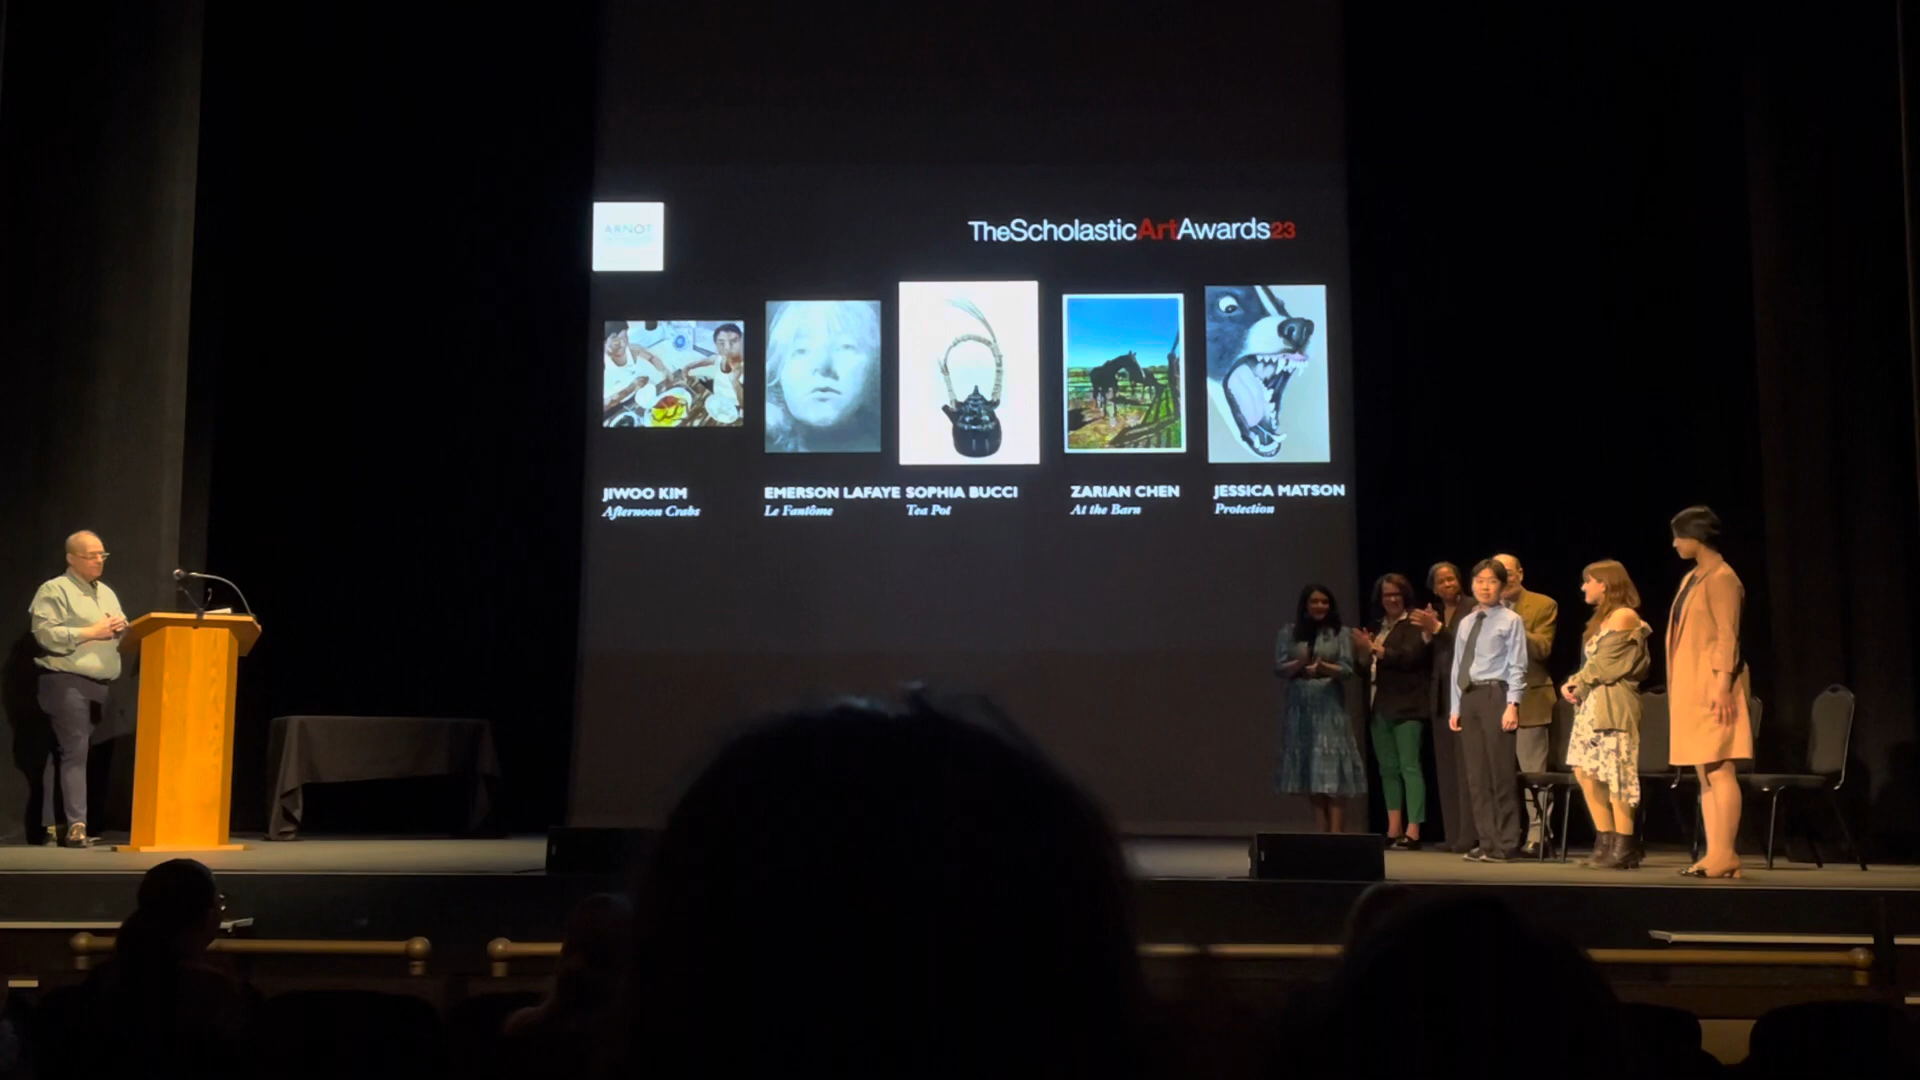 ARNOT
TheScholasticArtAwards23
JIWOO KIM
Afternoon Crabs
EMERSON LAFAYE
Le Fantôme
SOPHIA BUCCI
Tea Pot
ZARIAN CHEN
At the Barn
JESSICA MATSON
Protection